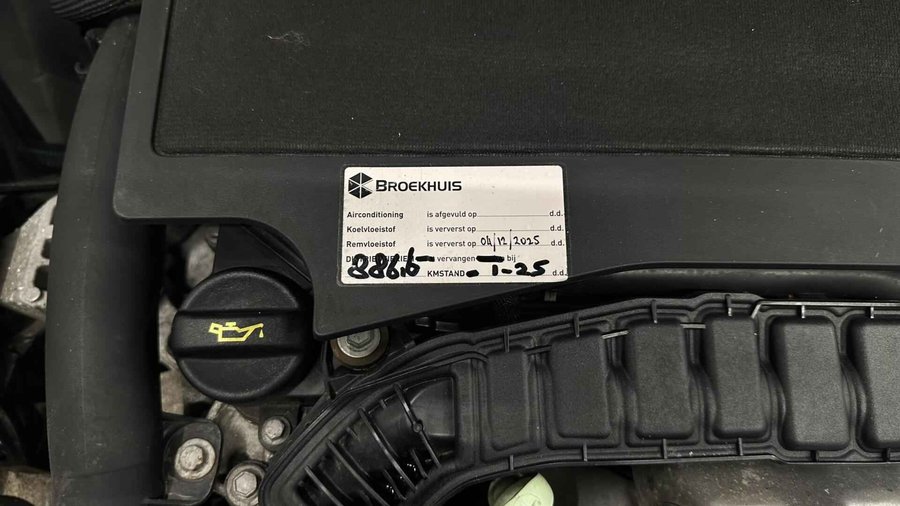 BROEKHUIS
Airconditioning is afgevuld op d.d.
Koelvloeistof is ververst op d.d.
Remvloeistof is ververst op 04/12/2025 d.d.
vervangen bij
KMSTAND - 1-25 d.d.